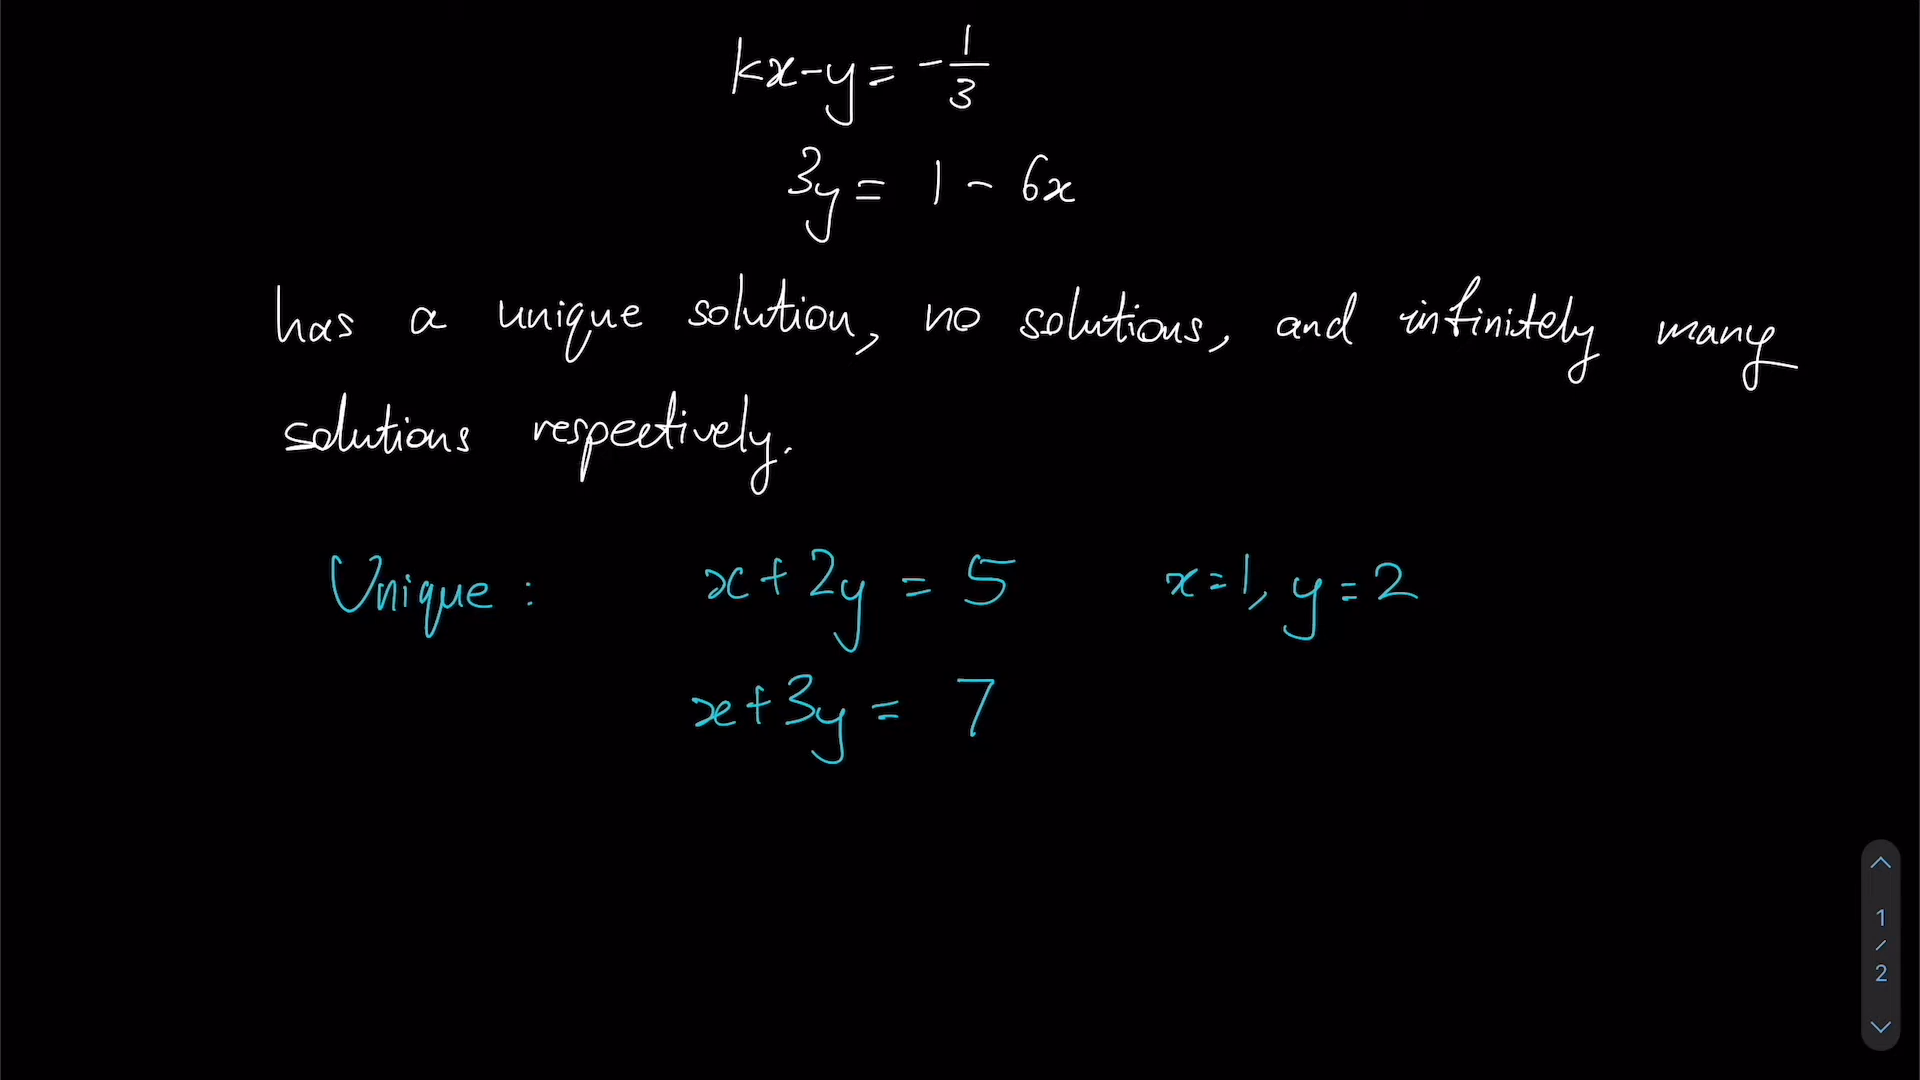 kx-y = -1/3
3y = 1 - 6x
has a unique solution, no solutions, and infinitely many
solutions respectively.
Unique : x+2y = 5 x=1, y=2
x+3y = 7
1
/
2